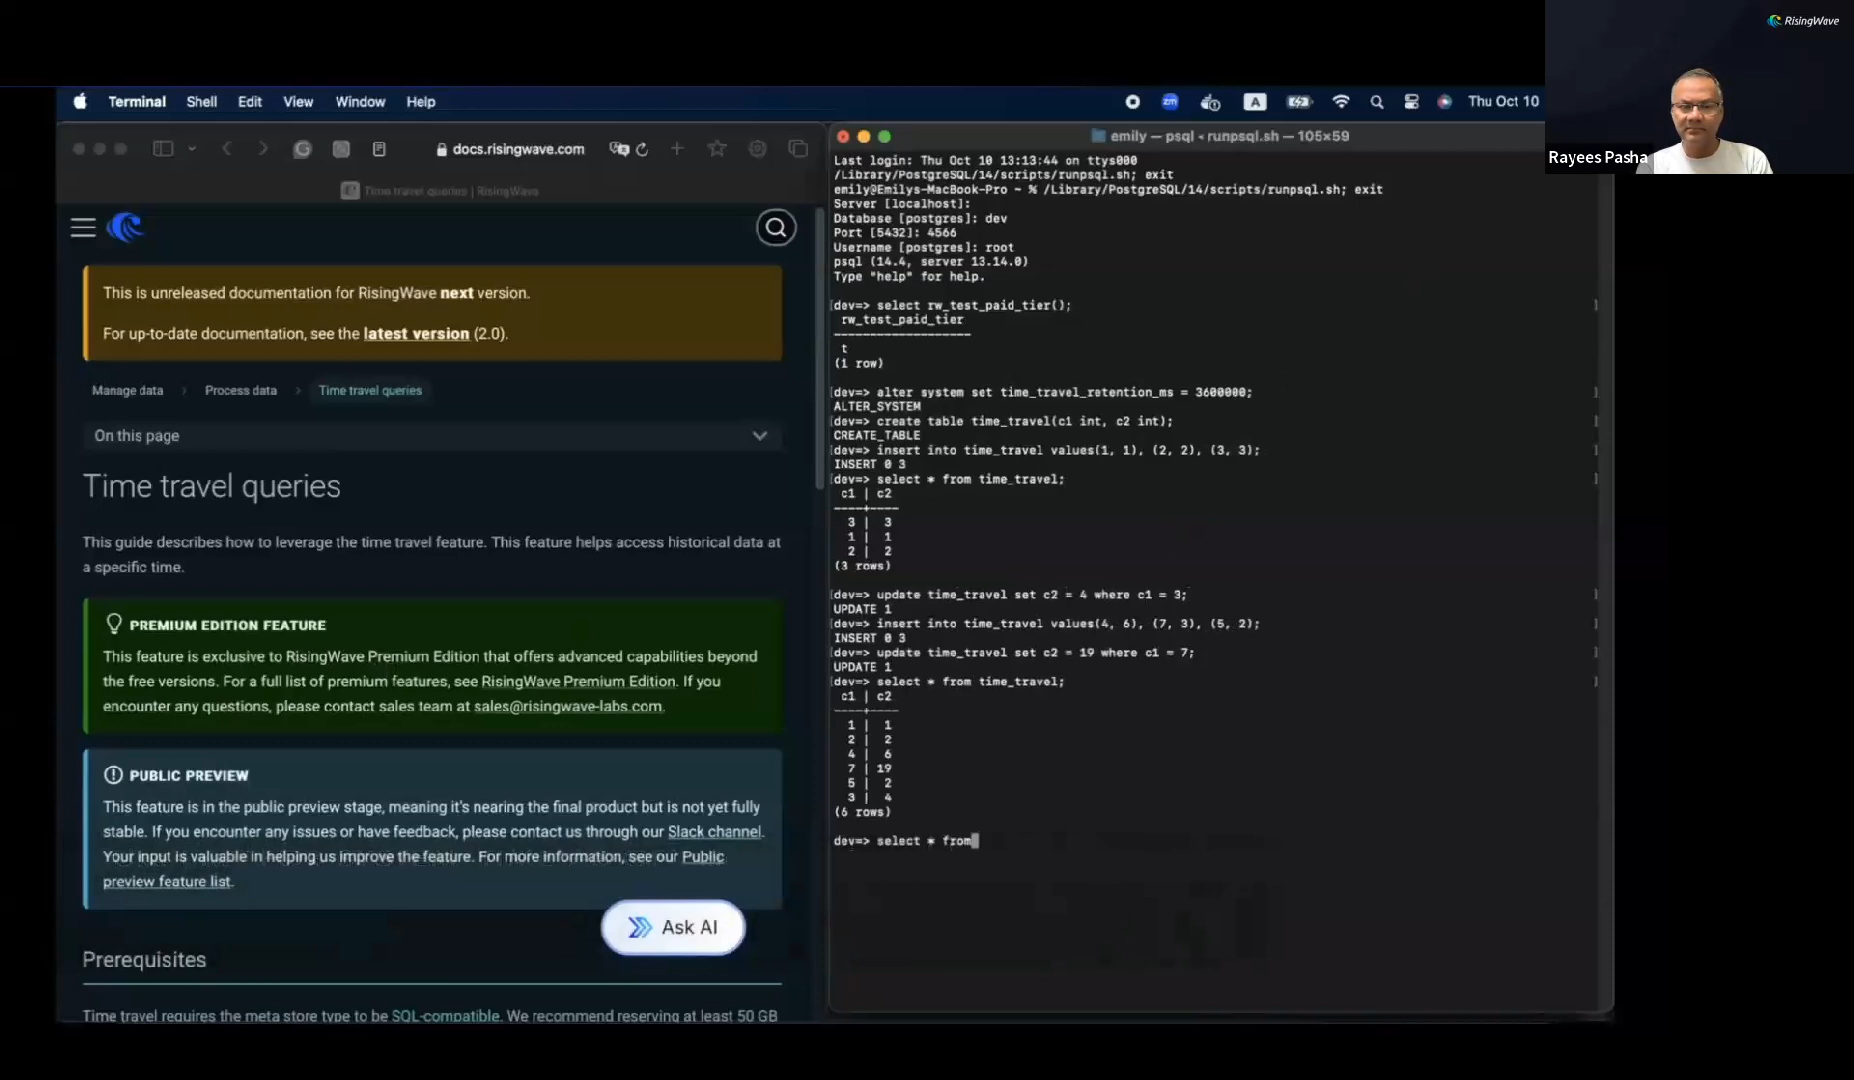 RisingWave
Rayees Pasha
Terminal Shell Edit View Window Help
A
Thu Oct 10
docs.risingwave.com
Time travel queries | RisingWave
This is unreleased documentation for RisingWave next version.
For up-to-date documentation, see the latest version (2.0).
Manage data › Process data › Time travel queries
On this page
Time travel queries
This guide describes how to leverage the time travel feature. This feature helps access historical data at
a specific time.
PREMIUM EDITION FEATURE
This feature is exclusive to RisingWave Premium Edition that offers advanced capabilities beyond
the free versions. For a full list of premium features, see RisingWave Premium Edition. If you
encounter any questions, please contact sales team at sales@risingwave-labs.com.
PUBLIC PREVIEW
This feature is in the public preview stage, meaning it's nearing the final product but is not yet fully
stable. If you encounter any issues or have feedback, please contact us through our Slack channel.
Your input is valuable in helping us improve the feature. For more information, see our Public
preview feature list.
Ask AI
Prerequisites
Time travel requires the meta store type to be SQL-compatible. We recommend reserving at least 50 GB
emily — psql ◂ runpsql.sh — 105×59
Last login: Thu Oct 10 13:13:44 on ttys000
/Library/PostgreSQL/14/scripts/runpsql.sh; exit
emily@Emilys-MacBook-Pro ~ % /Library/PostgreSQL/14/scripts/runpsql.sh; exit
Server [localhost]:
Database [postgres]: dev
Port [5432]: 4566
Username [postgres]: root
psql (14.4, server 13.14.0)
Type "help" for help.
[dev=> select rw_test_paid_tier(); ]
rw_test_paid_tier
-------------------
t
(1 row)
[dev=> alter system set time_travel_retention_ms = 3600000; ]
ALTER_SYSTEM
[dev=> create table time_travel(c1 int, c2 int); ]
CREATE_TABLE
[dev=> insert into time_travel values(1, 1), (2, 2), (3, 3); ]
INSERT 0 3
[dev=> select * from time_travel; ]
c1 | c2
----+----
3 | 3
1 | 1
2 | 2
(3 rows)
[dev=> update time_travel set c2 = 4 where c1 = 3; ]
UPDATE 1
[dev=> insert into time_travel values(4, 6), (7, 3), (5, 2); ]
INSERT 0 3
[dev=> update time_travel set c2 = 19 where c1 = 7; ]
UPDATE 1
[dev=> select * from time_travel; ]
c1 | c2
----+----
1 | 1
2 | 2
4 | 6
7 | 19
5 | 2
3 | 4
(6 rows)
dev=> select * from